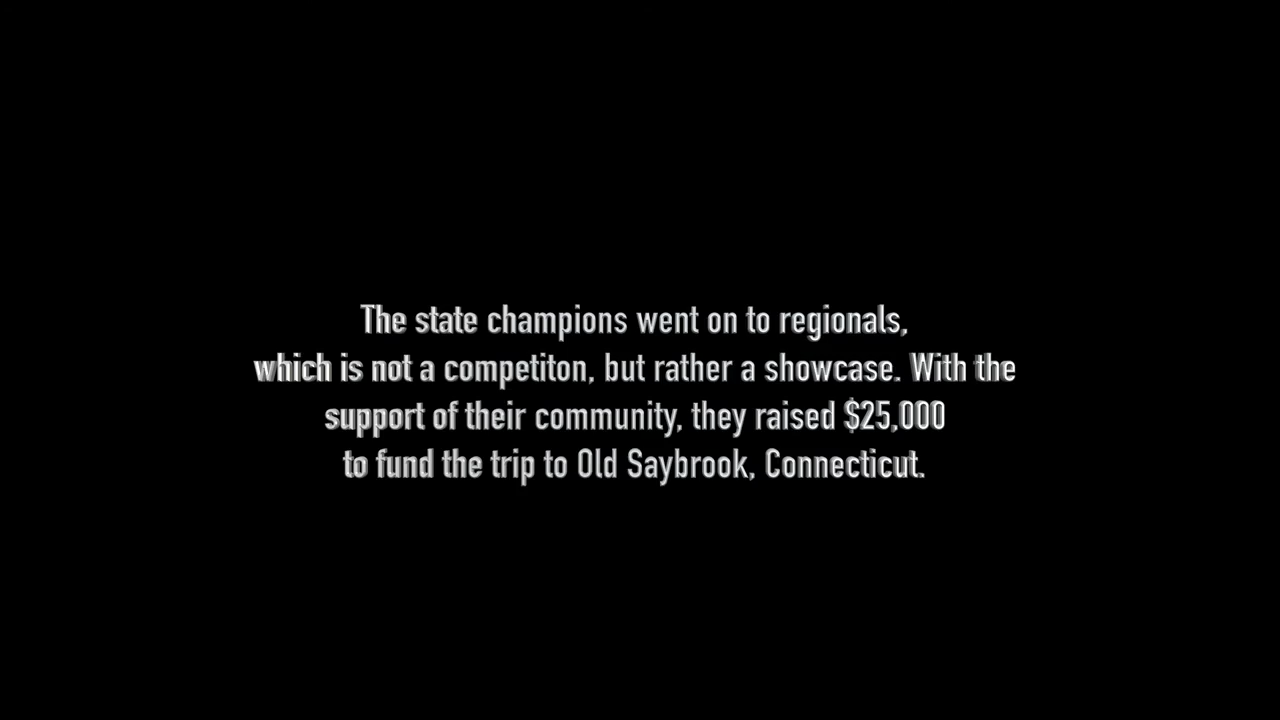 The state champions went on to regionals,
which is not a competiton, but rather a showcase. With the
support of their community, they raised $25,000
to fund the trip to Old Saybrook, Connecticut.